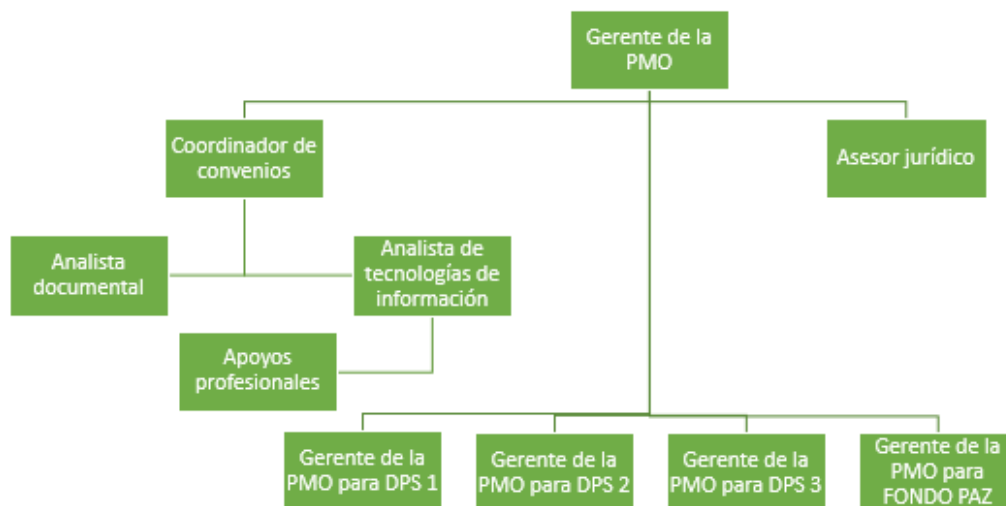 Gerente de la
PMO
Coordinador de
convenios
Asesor jurídico
Analista
documental
Analista de
tecnologías de
información
Apoyos
profesionales
Gerente de la
PMO para DPS 1
Gerente de la
PMO para DPS 2
Gerente de la
PMO para DPS 3
Gerente de la
PMO para
FONDO PAZ